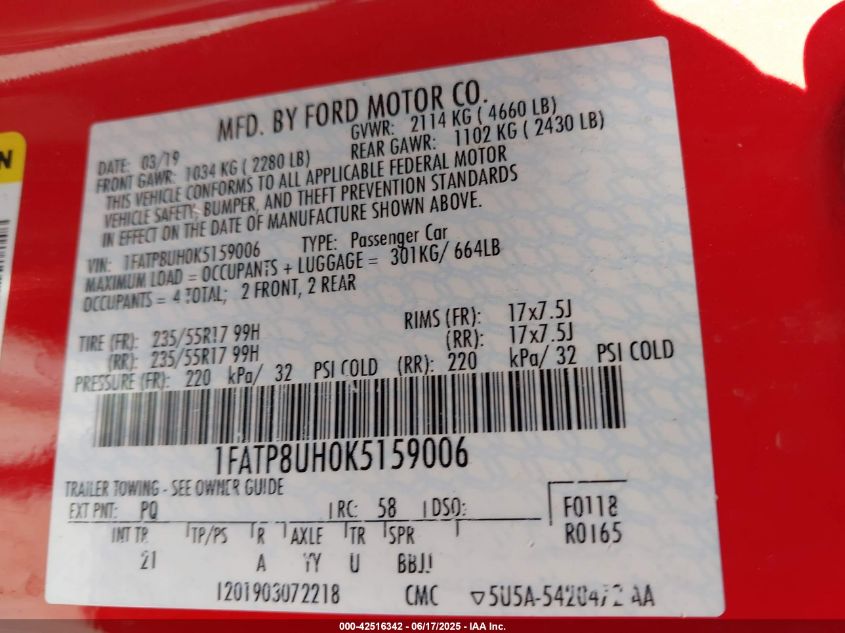 N
MFD. BY FORD MOTOR CO.
DATE: 03/19 GVWR: 2114 KG ( 4660 LB)
FRONT GAWR: 1034 KG ( 2280 LB) REAR GAWR: 1102 KG ( 2430 LB)
THIS VEHICLE CONFORMS TO ALL APPLICABLE FEDERAL MOTOR
VEHICLE SAFETY, BUMPER, AND THEFT PREVENTION STANDARDS
IN EFFECT ON THE DATE OF MANUFACTURE SHOWN ABOVE.
VIN: 1FATP8UH0K5159006 TYPE: Passenger Car
MAXIMUM LOAD = OCCUPANTS + LUGGAGE = 301KG/ 664LB
OCCUPANTS = 4 TOTAL; 2 FRONT, 2 REAR
TIRE (FR): 235/55R17 99H RIMS (FR): 17x7.5J
(RR): 235/55R17 99H (RR): 17x7.5J
PRESSURE (FR): 220 kPa/ 32 PSI COLD (RR): 220 kPa/ 32 PSI COLD
1FATP8UH0K5159006
TRAILER TOWING - SEE OWNER GUIDE
EXT PNT: PQ RC: 58 DSO: F0118
INT TR TP/PS R AXLE TR SPR R0165
21 A YY U
1201903072218 CMC
000-42516342 - 06/17/2025 - IAA Inc.